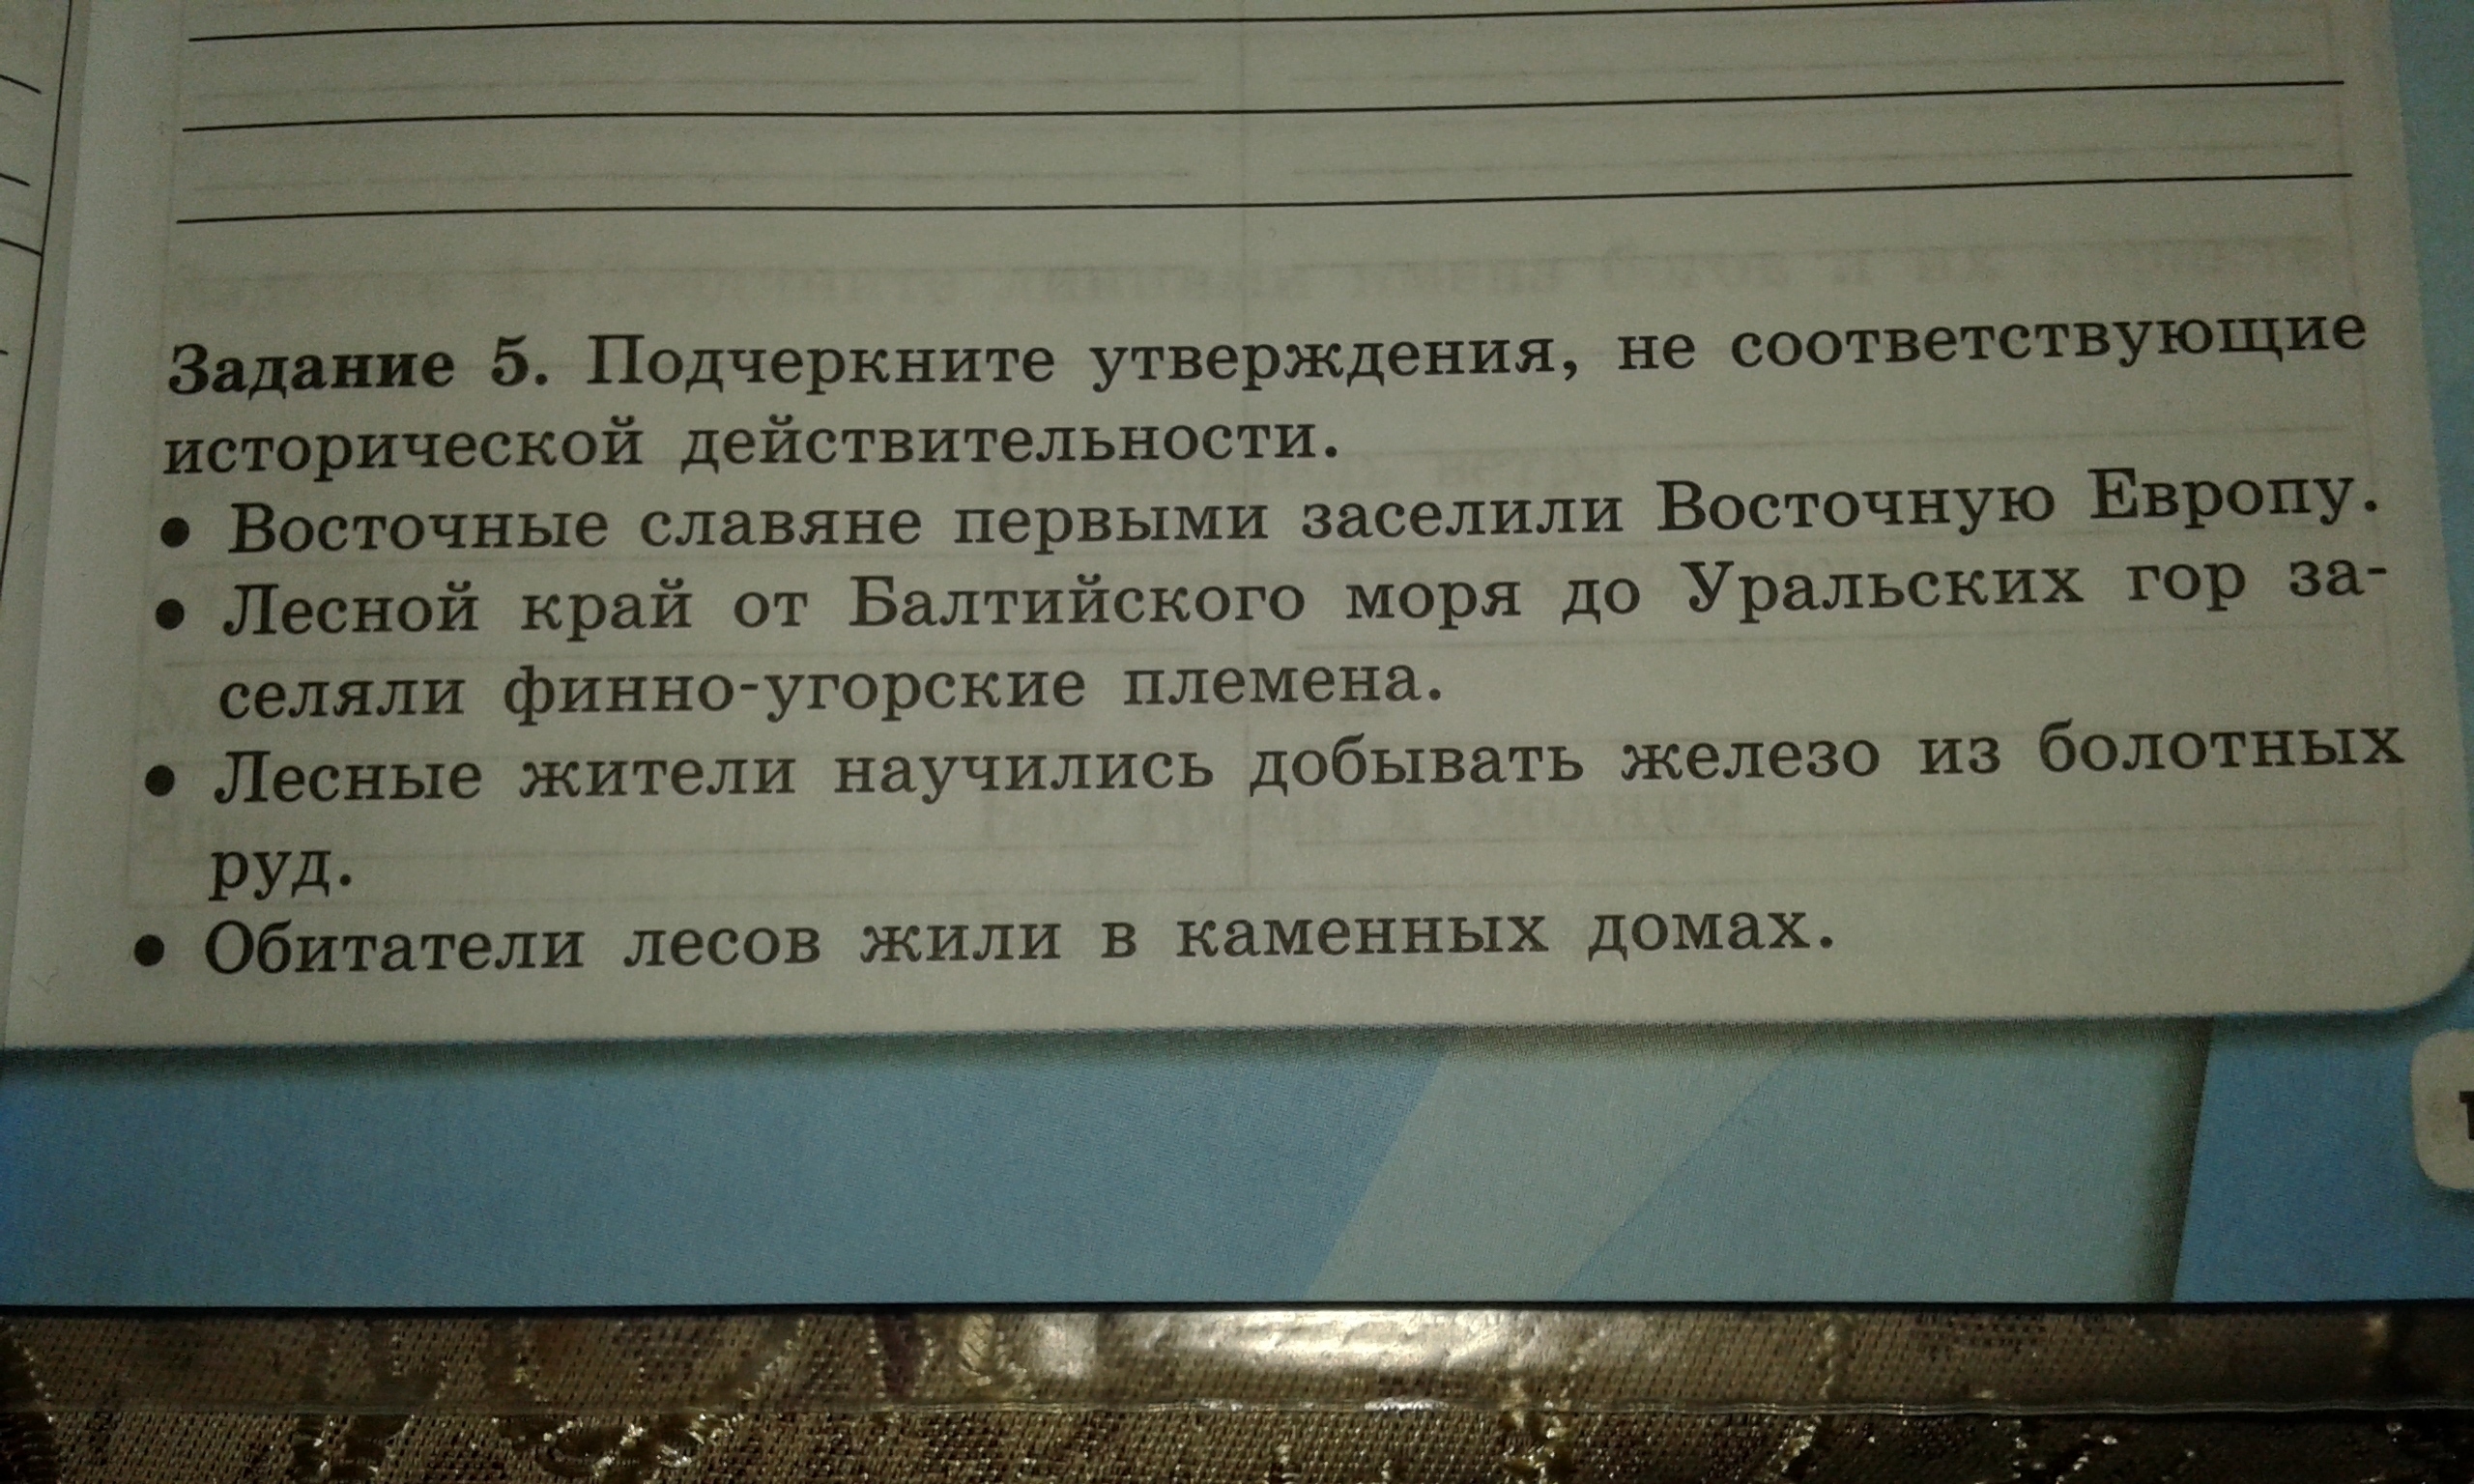 Задание 5. Подчеркните утверждения, не соответствующие
исторической действительности.
• Восточные славяне первыми заселили Восточную Европу.
• Лесной край от Балтийского моря до Уральских гор за-
селяли финно-угорские племена.
• Лесные жители научились добывать железо из болотных
руд.
• Обитатели лесов жили в каменных домах.